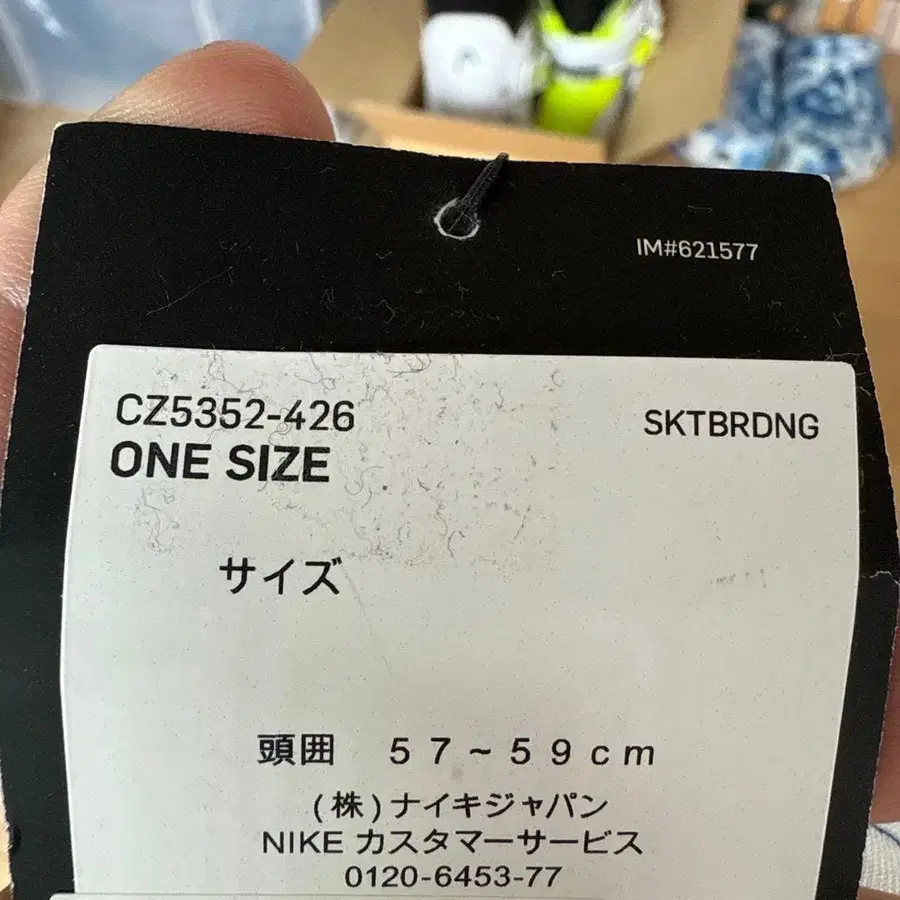 IM#621577
CZ5352-426
SKTBRDNG
ONE SIZE
サイズ
頭囲 57~59cm
(株)ナイキジャパン
NIKE カスタマーサービス
0120-6453-77